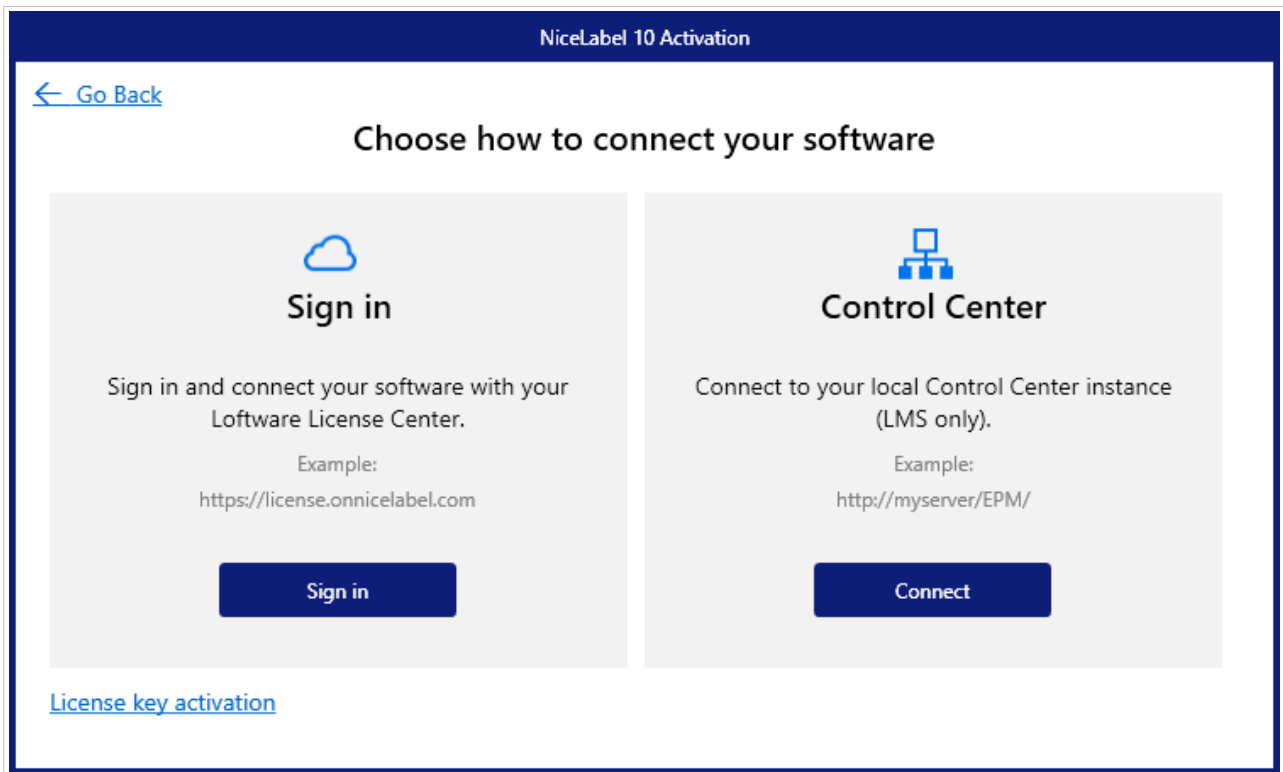 NiceLabel 10 Activation
← Go Back
Choose how to connect your software
Sign in
Sign in and connect your software with your
Loftware License Center.
Example:
https://license.onnicelabel.com
Sign in
Control Center
Connect to your local Control Center instance
(LMS only).
Example:
http://myserver/EPM/
Connect
License key activation